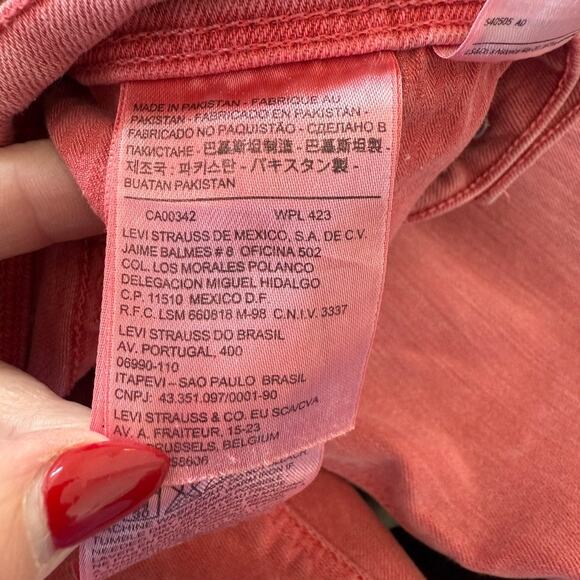 540505 AD
MADE IN PAKISTAN - FABRIQUE AU
PAKISTAN - FABRICADO EN PAKISTAN -
FABRICADO NO PAQUISTÃO - СДЕЛАНО В
ПАКИСТАНЕ - 巴基斯坦制造 - 巴基斯坦製 -
제조국 : 파키스탄 - パキスタン製 -
BUATAN PAKISTAN
CA00342 WPL 423
LEVI STRAUSS DE MEXICO, S.A. DE C.V.
JAIME BALMES # 8 OFICINA 502
COL. LOS MORALES POLANCO
DELEGACION MIGUEL HIDALGO
C.P. 11510 MEXICO D.F.
R.F.C. LSM 660818 M-98 C.N.I.V. 3337
LEVI STRAUSS DO BRASIL
AV. PORTUGAL, 400
06990-110
ITAPEVI – SAO PAULO BRASIL
CNPJ: 43.351.097/0001-90
LEVI STRAUSS & CO. EU SCA/CVA
AV. A. FRAITEUR, 15-23
BRUSSELS, BELGIUM
58606
MACHINE
TUMBLE